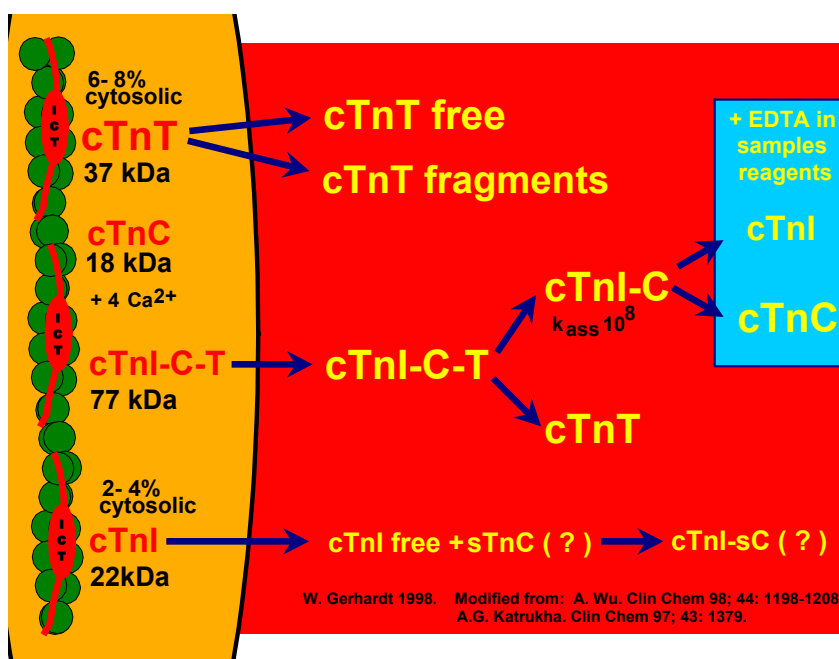 6- 8%
cytosolic
cTnT
37 kDa
cTnC
18 kDa
+ 4 Ca2+
cTnI-C-T
77 kDa
2- 4%
cytosolic
cTnI
22kDa
I
C
T
I
C
T
I
C
T
cTnT free
cTnT fragments
cTnI-C-T
cTnI-C
k ass 10^8
cTnT
+ EDTA in
samples
reagents
cTnI
cTnC
cTnI free +sTnC ( ? )
cTnI-sC ( ? )
W. Gerhardt 1998. Modified from: A. Wu. Clin Chem 98; 44: 1198-1208
A.G. Katrukha. Clin Chem 97; 43: 1379.